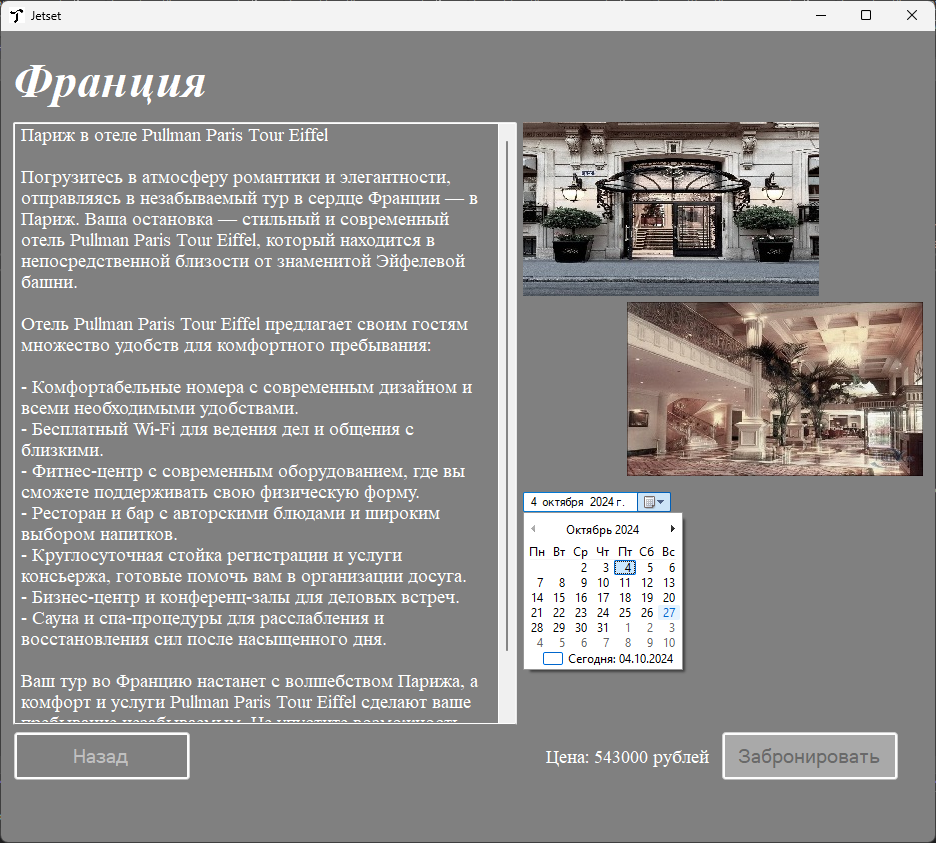 Jetset
Франция
Париж в отеле Pullman Paris Tour Eiffel
Погрузитесь в атмосферу романтики и элегантности,
отправляясь в незабываемый тур в сердце Франции — в
Париж. Ваша остановка — стильный и современный
отель Pullman Paris Tour Eiffel, который находится в
непосредственной близости от знаменитой Эйфелевой
башни.
Отель Pullman Paris Tour Eiffel предлагает своим гостям
множество удобств для комфортного пребывания:
- Комфортабельные номера с современным дизайном и
всеми необходимыми удобствами.
- Бесплатный Wi-Fi для ведения дел и общения с
близкими.
- Фитнес-центр с современным оборудованием, где вы
сможете поддерживать свою физическую форму.
- Ресторан и бар с авторскими блюдами и широким
выбором напитков.
- Круглосуточная стойка регистрации и услуги
консьержа, готовые помочь вам в организации досуга.
- Бизнес-центр и конференц-залы для деловых встреч.
- Сауна и спа-процедуры для расслабления и
восстановления сил после насыщенного дня.
Ваш тур во Францию настанет с волшебством Парижа, а
комфорт и услуги Pullman Paris Tour Eiffel сделают ваше
пребывание незабываемым. Не упустите возможность
4 октября 2024 г.
Октябрь 2024
Пн Вт Ср Чт Пт Сб Вс
2 3 4 5 6
7 8 9 10 11 12 13
14 15 16 17 18 19 20
21 22 23 24 25 26 27
28 29 30 31 1 2 3
4 5 6 7 8 9 10
Сегодня: 04.10.2024
Назад
Цена: 543000 рублей
Забронировать